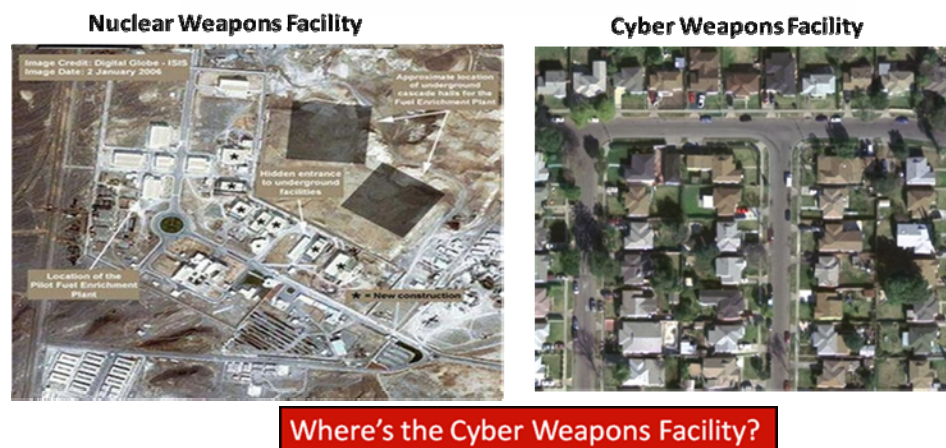 Nuclear Weapons Facility
Cyber Weapons Facility
Image Credit: Digital Globe - ISIS
Image Date: 2 January 2006
Approximate location
of underground
cascade halls for the
Fuel Enrichment Plant
Hidden entrance
to underground
facilities
Location of the
Pilot Fuel Enrichment
Plant
★ = New construction
Where's the Cyber Weapons Facility?